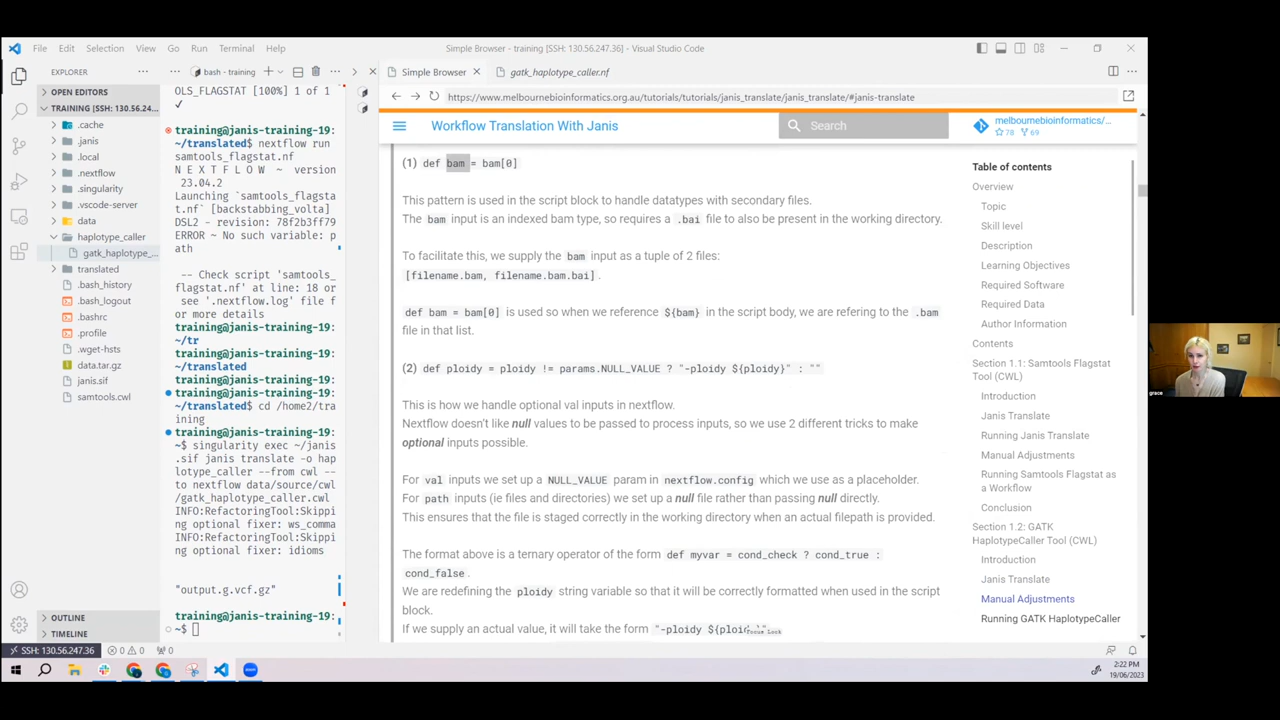 File Edit Selection View Go Run Terminal Help
Simple Browser - training [SSH: 130.56.247.36] - Visual Studio Code
EXPLORER
OPEN EDITORS
TRAINING [SSH: 130.56.24...
.cache
.janis
.local
.nextflow
.singularity
.vscode-server
data
haplotype_caller
gatk_haplotype_...
translated
.bash_history
.bash_logout
.bashrc
.profile
.wget-hsts
data.tar.gz
janis.sif
samtools.cwl
OUTLINE
TIMELINE
bash - training
OLS_FLAGSTAT [100%] 1 of 1
✓
training@janis-training-19:
~/translated$ nextflow run
samtools_flagstat.nf
N E X T F L O W ~ version
23.04.2
Launching `samtools_flagsta
t.nf` [backstabbing_volta]
DSL2 - revision: 78f2b3ff79
ERROR ~ No such variable: p
ath
-- Check script 'samtools_
flagstat.nf' at line: 18 or
see '.nextflow.log' file f
or more details
training@janis-training-19:
~/tr
training@janis-training-19:
~/translated
training@janis-training-19:
training@janis-training-19:
~/translated$ cd /home2/tra
ining
training@janis-training-19:
~$ singularity exec ~/janis
.sif janis translate -o hap
lotype_caller --from cwl --
to nextflow data/source/cwl
/gatk_haplotype_caller.cwl
INFO:RefactoringTool:Skippi
ng optional fixer: ws_comma
INFO:RefactoringTool:Skippi
ng optional fixer: idioms
"output.g.vcf.gz"
training@janis-training-19:
~$
Simple Browser
gatk_haplotype_caller.nf
https://www.melbournebioinformatics.org.au/tutorials/tutorials/janis_translate/janis_translate/#janis-translate
Workflow Translation With Janis
Search
melbournebioinformatics/...
78 69
(1) def bam = bam[0]
This pattern is used in the script block to handle datatypes with secondary files.
The bam input is an indexed bam type, so requires a .bai file to also be present in the working directory.
To facilitate this, we supply the bam input as a tuple of 2 files:
[filename.bam, filename.bam.bai] .
def bam = bam[0] is used so when we reference ${bam} in the script body, we are refering to the .bam
file in that list.
(2) def ploidy = ploidy != params.NULL_VALUE ? "-ploidy ${ploidy}" : ""
This is how we handle optional val inputs in nextflow.
Nextflow doesn't like null values to be passed to process inputs, so we use 2 different tricks to make
optional inputs possible.
For val inputs we set up a NULL_VALUE param in nextflow.config which we use as a placeholder.
For path inputs (ie files and directories) we set up a null file rather than passing null directly.
This ensures that the file is staged correctly in the working directory when an actual filepath is provided.
The format above is a ternary operator of the form def myvar = cond_check ? cond_true :
cond_false .
We are redefining the ploidy string variable so that it will be correctly formatted when used in the script
block.
If we supply an actual value, it will take the form "-ploidy ${ploidy}" .
Table of contents
Overview
Topic
Skill level
Description
Learning Objectives
Required Software
Required Data
Author Information
Contents
Section 1.1: Samtools Flagstat
Tool (CWL)
Introduction
Janis Translate
Running Janis Translate
Manual Adjustments
Running Samtools Flagstat as
a Workflow
Conclusion
Section 1.2: GATK
HaplotypeCaller Tool (CWL)
Introduction
Janis Translate
Manual Adjustments
Running GATK HaplotypeCaller
SSH: 130.56.247.36 0 0 0
2:22 PM
19/06/2023
grace